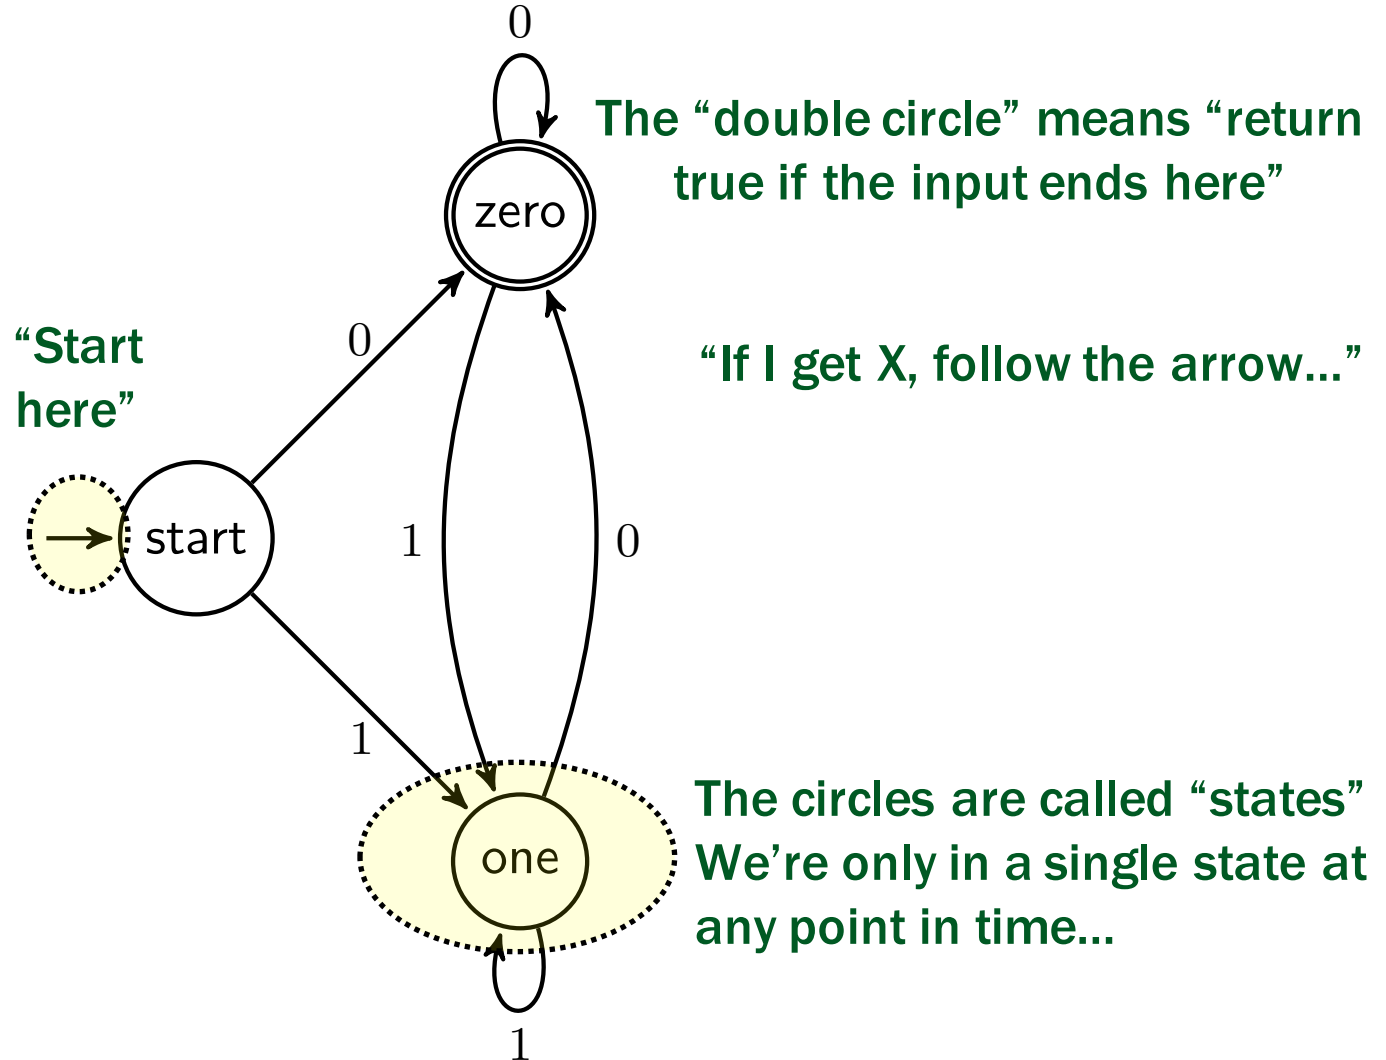 0
The “double circle” means “return
true if the input ends here”
zero
“Start
here”
0
“If I get X, follow the arrow...”
start
1
0
1
one
The circles are called “states”
We’re only in a single state at
any point in time...
1